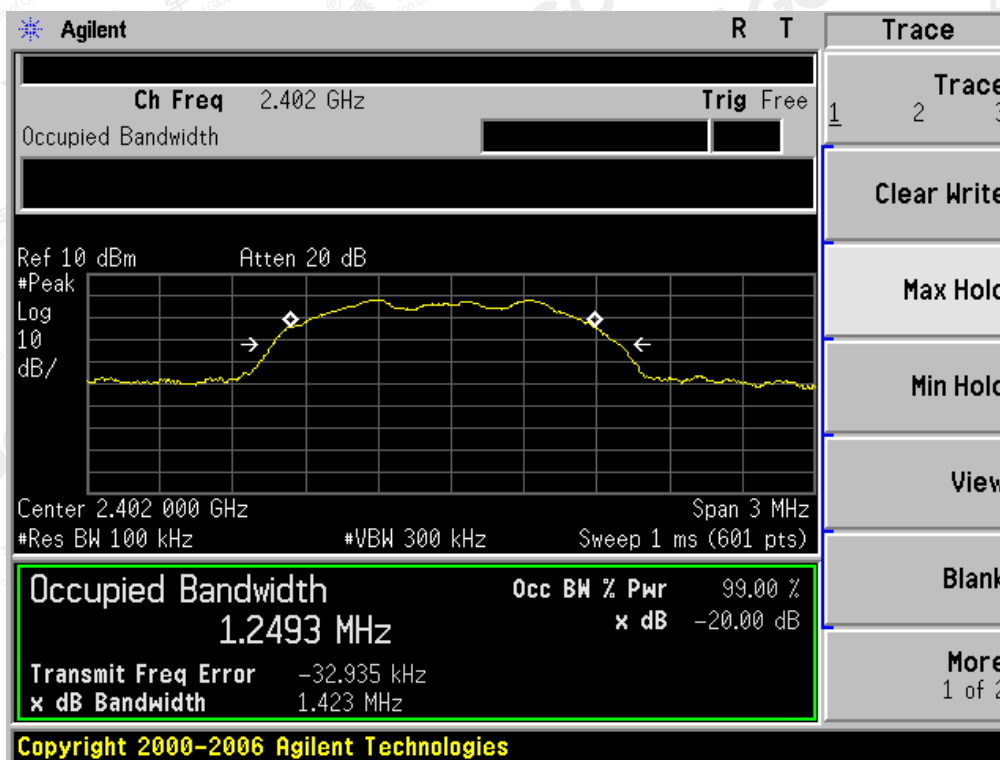 Agilent R T
Trace
Ch Freq 2.402 GHz Trig Free
Occupied Bandwidth
Trace
1 2 3
Clear Write
Max Hold
Min Hold
View
Blank
More
1 of 2
Ref 10 dBm Atten 20 dB
#Peak
Log
10
dB/
Center 2.402 000 GHz Span 3 MHz
#Res BW 100 kHz #VBW 300 kHz Sweep 1 ms (601 pts)
Occupied Bandwidth
1.2493 MHz
Occ BW % Pwr 99.00 %
x dB -20.00 dB
Transmit Freq Error -32.935 kHz
x dB Bandwidth 1.423 MHz
Copyright 2000-2006 Agilent Technologies